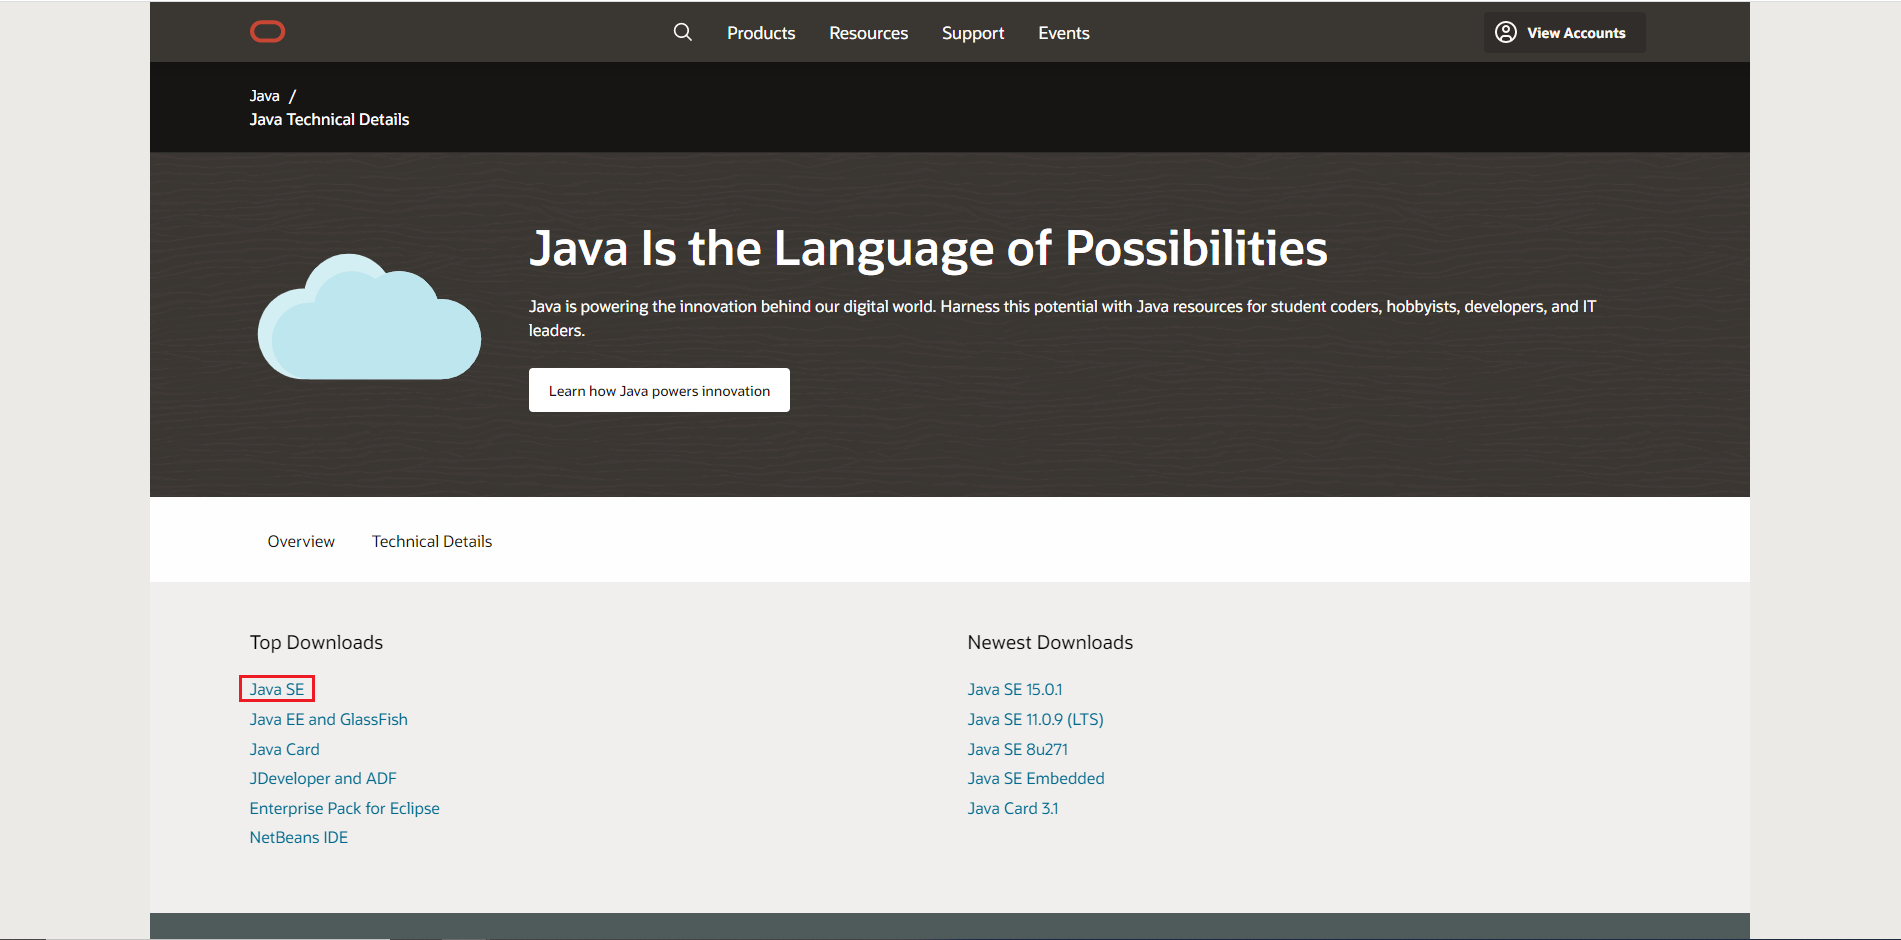 Products Resources Support Events View Accounts
Java /
Java Technical Details
Java Is the Language of Possibilities
Java is powering the innovation behind our digital world. Harness this potential with Java resources for student coders, hobbyists, developers, and IT
leaders.
Learn how Java powers innovation
Overview Technical Details
Top Downloads
Java SE
Java EE and GlassFish
Java Card
JDeveloper and ADF
Enterprise Pack for Eclipse
NetBeans IDE
Newest Downloads
Java SE 15.0.1
Java SE 11.0.9 (LTS)
Java SE 8u271
Java SE Embedded
Java Card 3.1